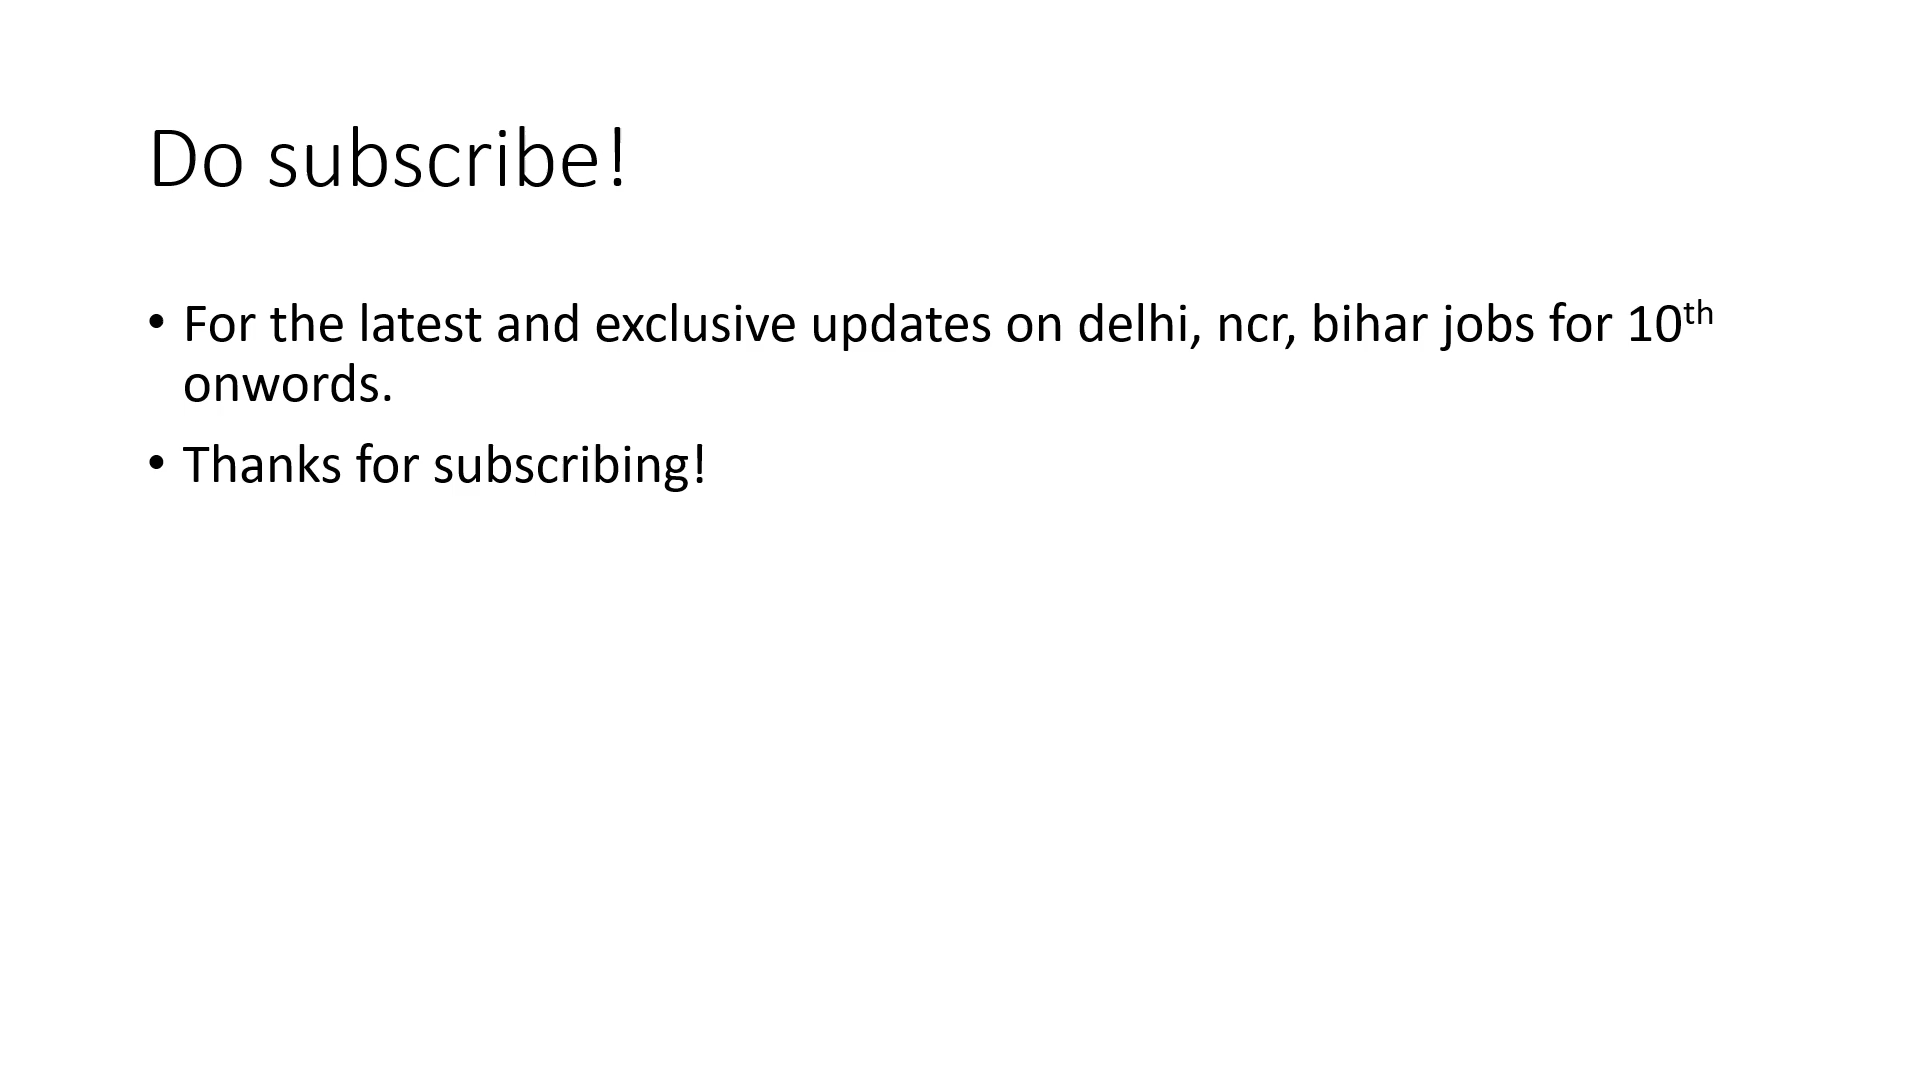 Do subscribe!
• For the latest and exclusive updates on delhi, ncr, bihar jobs for 10th
onwords.
• Thanks for subscribing!